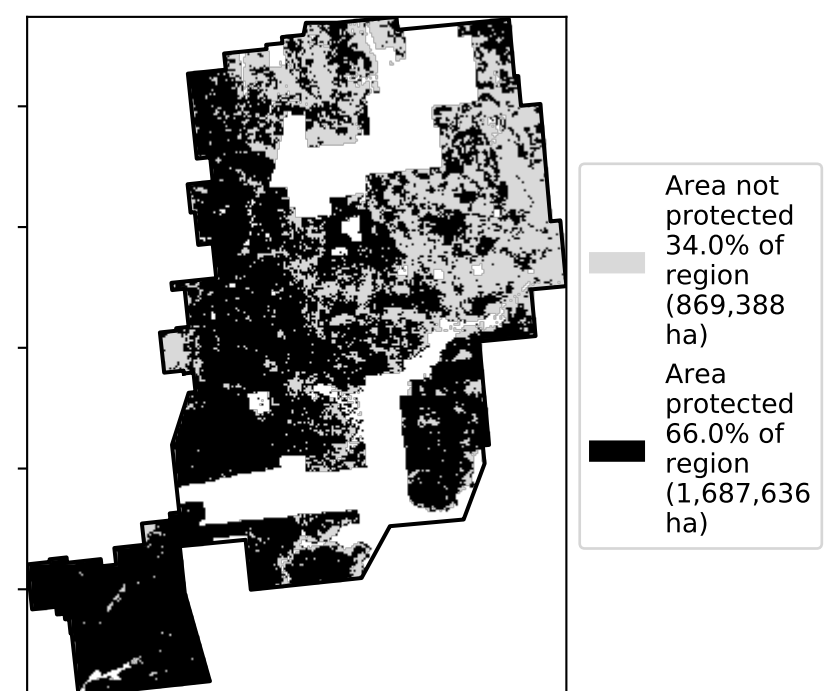 Area not
protected
34.0% of
region
(869,388
ha)
Area
protected
66.0% of
region
(1,687,636
ha)